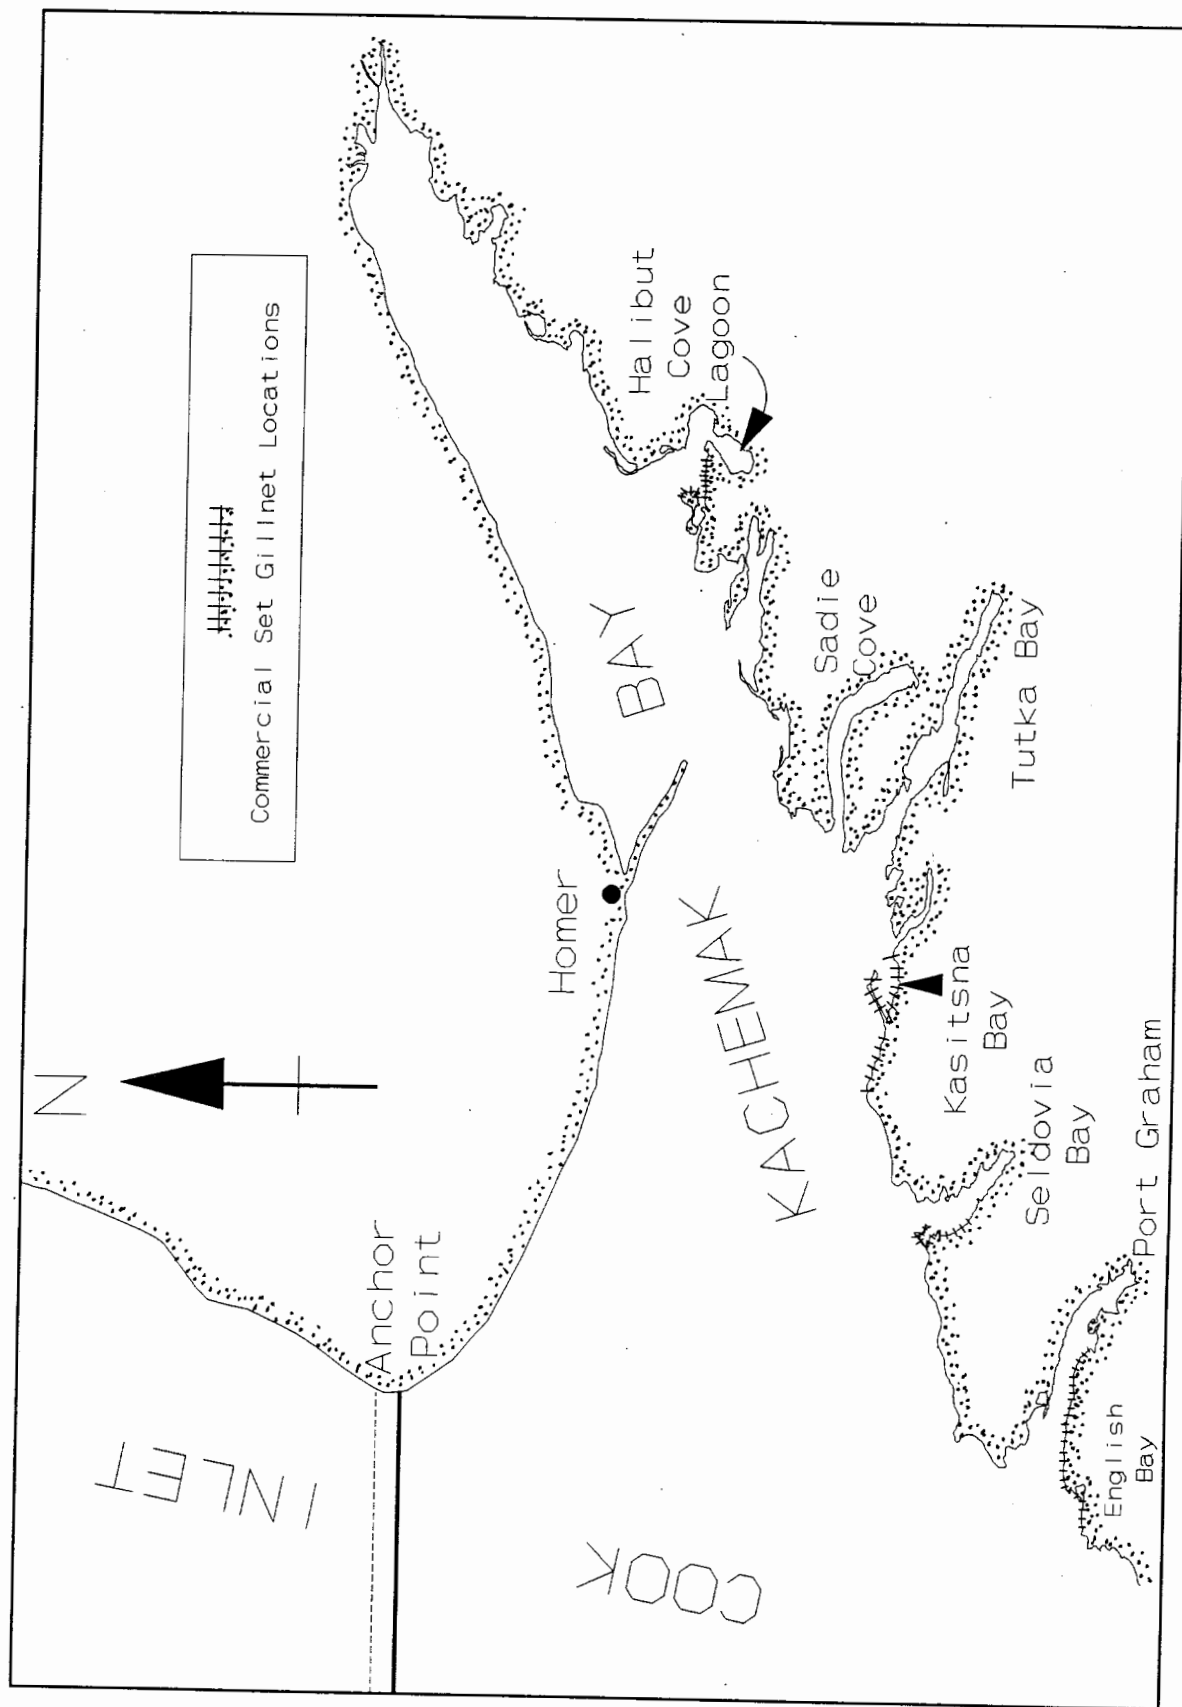 N
Commercial Set Gillnet Locations
INLET
Anchor
Point
Homer
BAY
KACHEMAK
COOK
Halibut
Cove
Lagoon
Sadie
Cove
Tutka Bay
Kasitsna
Bay
Seldovia
Bay
Port Graham
English
Bay